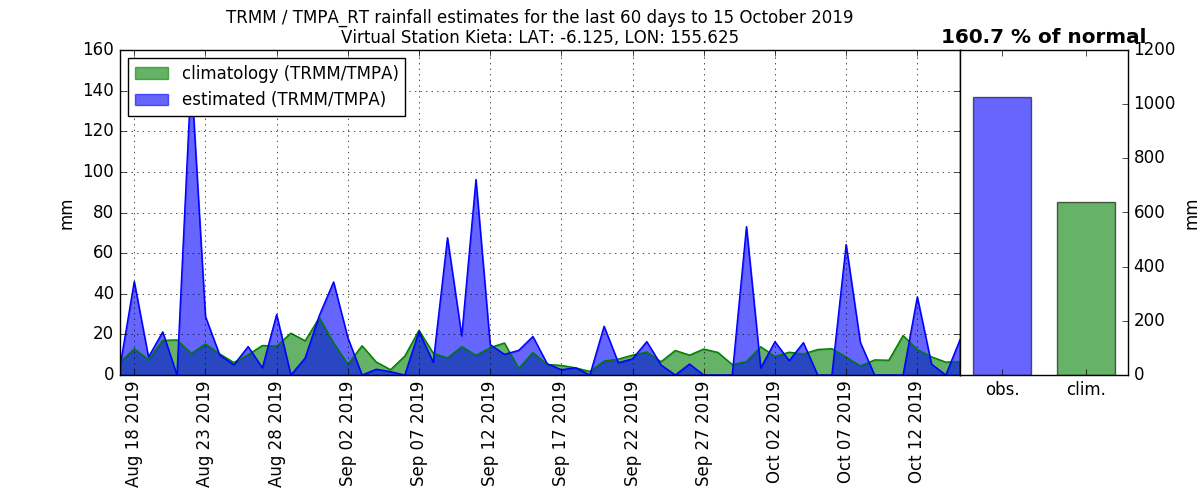 TRMM / TMPA_RT rainfall estimates for the last 60 days to 15 October 2019
Virtual Station Kieta: LAT: -6.125, LON: 155.625
160.7 % of normal
climatology (TRMM/TMPA)
estimated (TRMM/TMPA)
mm
160
140
120
100
80
60
40
20
0
Aug 18 2019
Aug 23 2019
Aug 28 2019
Sep 02 2019
Sep 07 2019
Sep 12 2019
Sep 17 2019
Sep 22 2019
Sep 27 2019
Oct 02 2019
Oct 07 2019
Oct 12 2019
obs.
clim.
1200
1000
800
600
400
200
0
mm